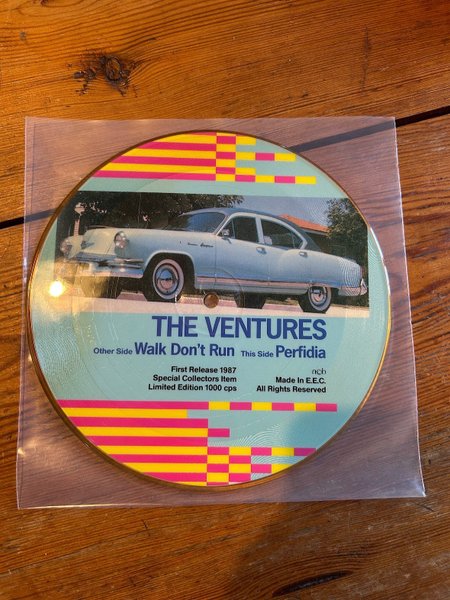 THE VENTURES
Other Side Walk Don't Run This Side Perfidia
First Release 1987
Special Collectors Item
Limited Edition 1000 cps
Made In E.E.C.
All Rights Reserved